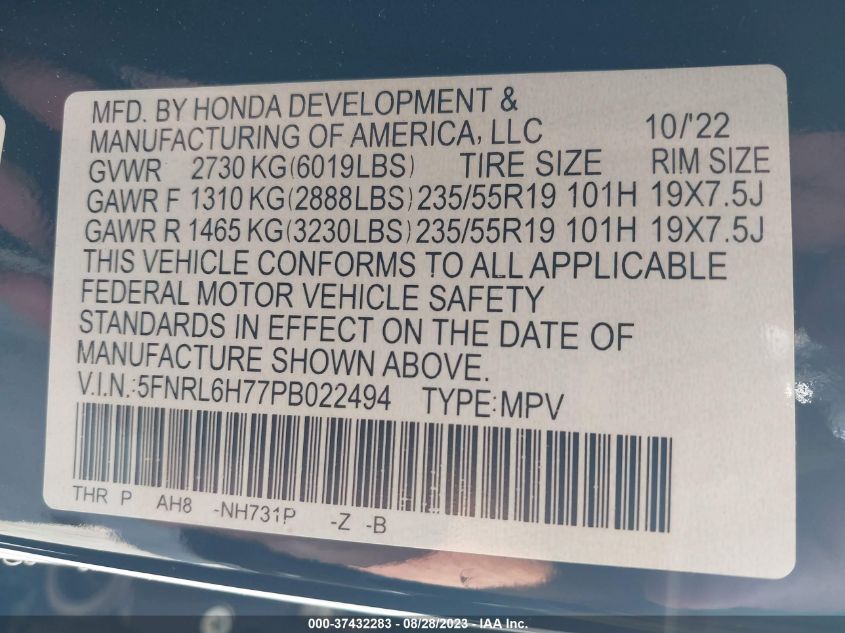 MFD. BY HONDA DEVELOPMENT &
MANUFACTURING OF AMERICA, LLC 10/'22
GVWR 2730 KG(6019LBS) TIRE SIZE RIM SIZE
GAWR F 1310 KG(2888LBS) 235/55R19 101H 19X7.5J
GAWR R 1465 KG(3230LBS) 235/55R19 101H 19X7.5J
THIS VEHICLE CONFORMS TO ALL APPLICABLE
FEDERAL MOTOR VEHICLE SAFETY
STANDARDS IN EFFECT ON THE DATE OF
MANUFACTURE SHOWN ABOVE.
V.I.N.:5FNRL6H77PB022494 TYPE:MPV
THR P AH8 -NH731P -Z -B
000-37432283 - 08/28/2023 - IAA Inc.